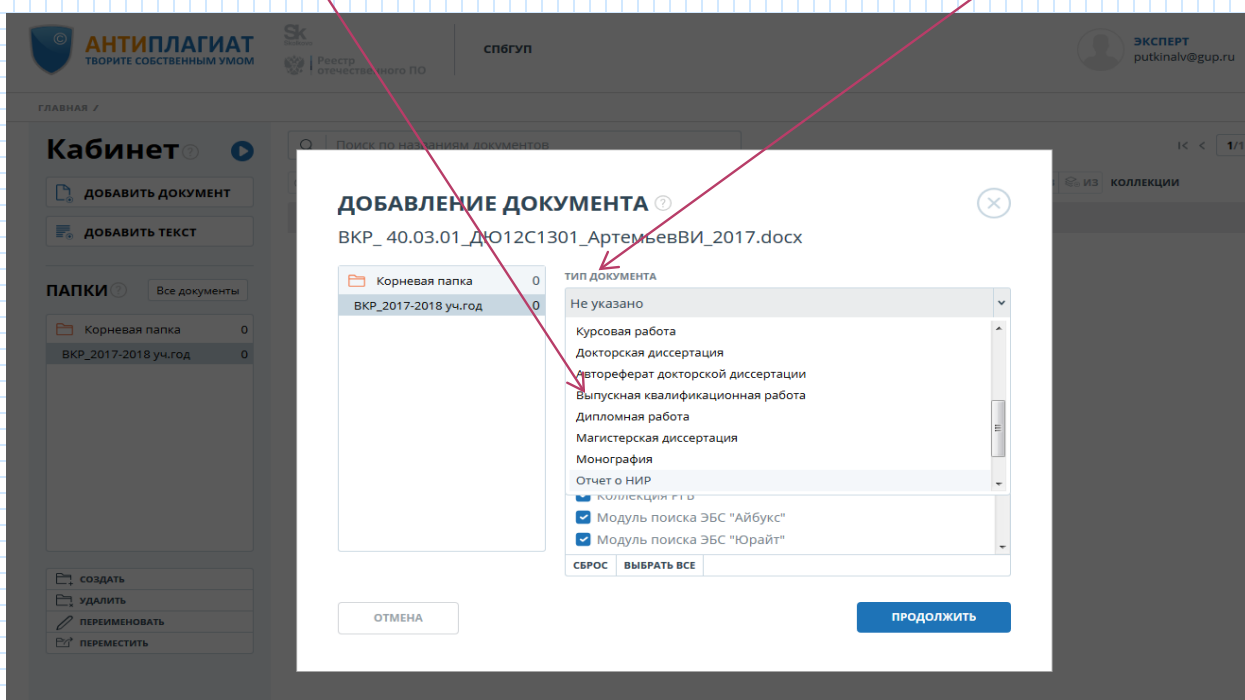 АНТИПЛАГИАТ
ТВОРИТЕ СОБСТВЕННЫМ УМОМ
Sk
Реестр
отечественного ПО
СПбГУП
ЭКСПЕРТ
putkinalv@gup.ru
ГЛАВНАЯ /
Кабинет
Поиск по названиям документов
1/1
ДОБАВИТЬ ДОКУМЕНТ
ИЗ КОЛЛЕКЦИИ
ДОБАВИТЬ ТЕКСТ
ПАПКИ
Все документы
Корневая папка 0
ВКР_2017-2018 уч.год 0
СОЗДАТЬ
УДАЛИТЬ
ПЕРЕИМЕНОВАТЬ
ПЕРЕМЕСТИТЬ
ДОБАВЛЕНИЕ ДОКУМЕНТА
ВКР_ 40.03.01_ДЮ12С1301_АртемьевВИ_2017.docx
Корневая папка 0
ВКР_2017-2018 уч.год 0
ТИП ДОКУМЕНТА
Не указано
Курсовая работа
Докторская диссертация
Автореферат докторской диссертации
Выпускная квалификационная работа
Дипломная работа
Магистерская диссертация
Монография
Отчет о НИР
Коллекция РГБ
Модуль поиска ЭБС "Айбукс"
Модуль поиска ЭБС "Юрайт"
СБРОС ВЫБРАТЬ ВСЕ
ОТМЕНА
ПРОДОЛЖИТЬ